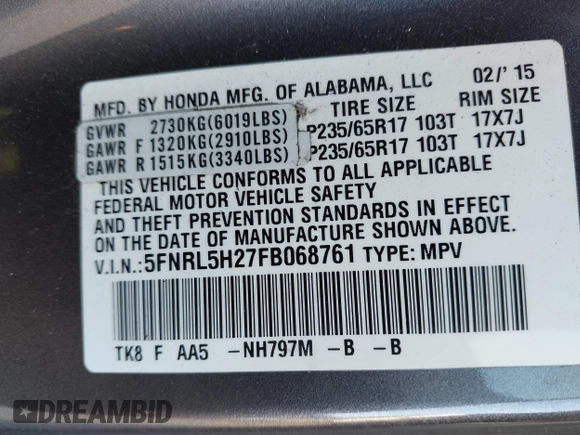 MFD. BY HONDA MFG. OF ALABAMA, LLC 02/'15
TIRE SIZE RIM SIZE
GVWR 2730KG(6019LBS)
GAWR F 1320KG(2910LBS) P235/65R17 103T 17X7J
GAWR R 1515KG(3340LBS) P235/65R17 103T 17X7J
THIS VEHICLE CONFORMS TO ALL APPLICABLE
FEDERAL MOTOR VEHICLE SAFETY
AND THEFT PREVENTION STANDARDS IN EFFECT
ON THE DATE OF MANUFACTURE SHOWN ABOVE.
V.I.N.:5FNRL5H27FB068761 TYPE: MPV
TK8 F AA5 -NH797M -B -B
DREAMBID